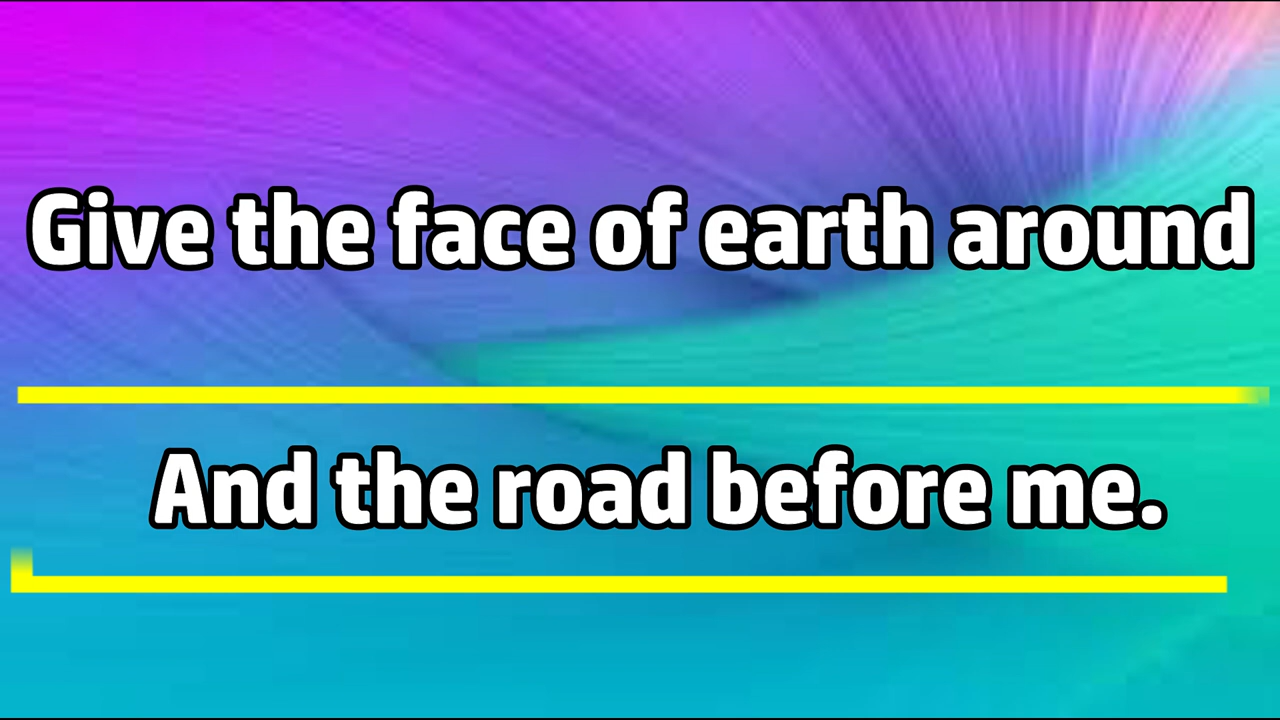 Give the face of earth around
And the road before me.